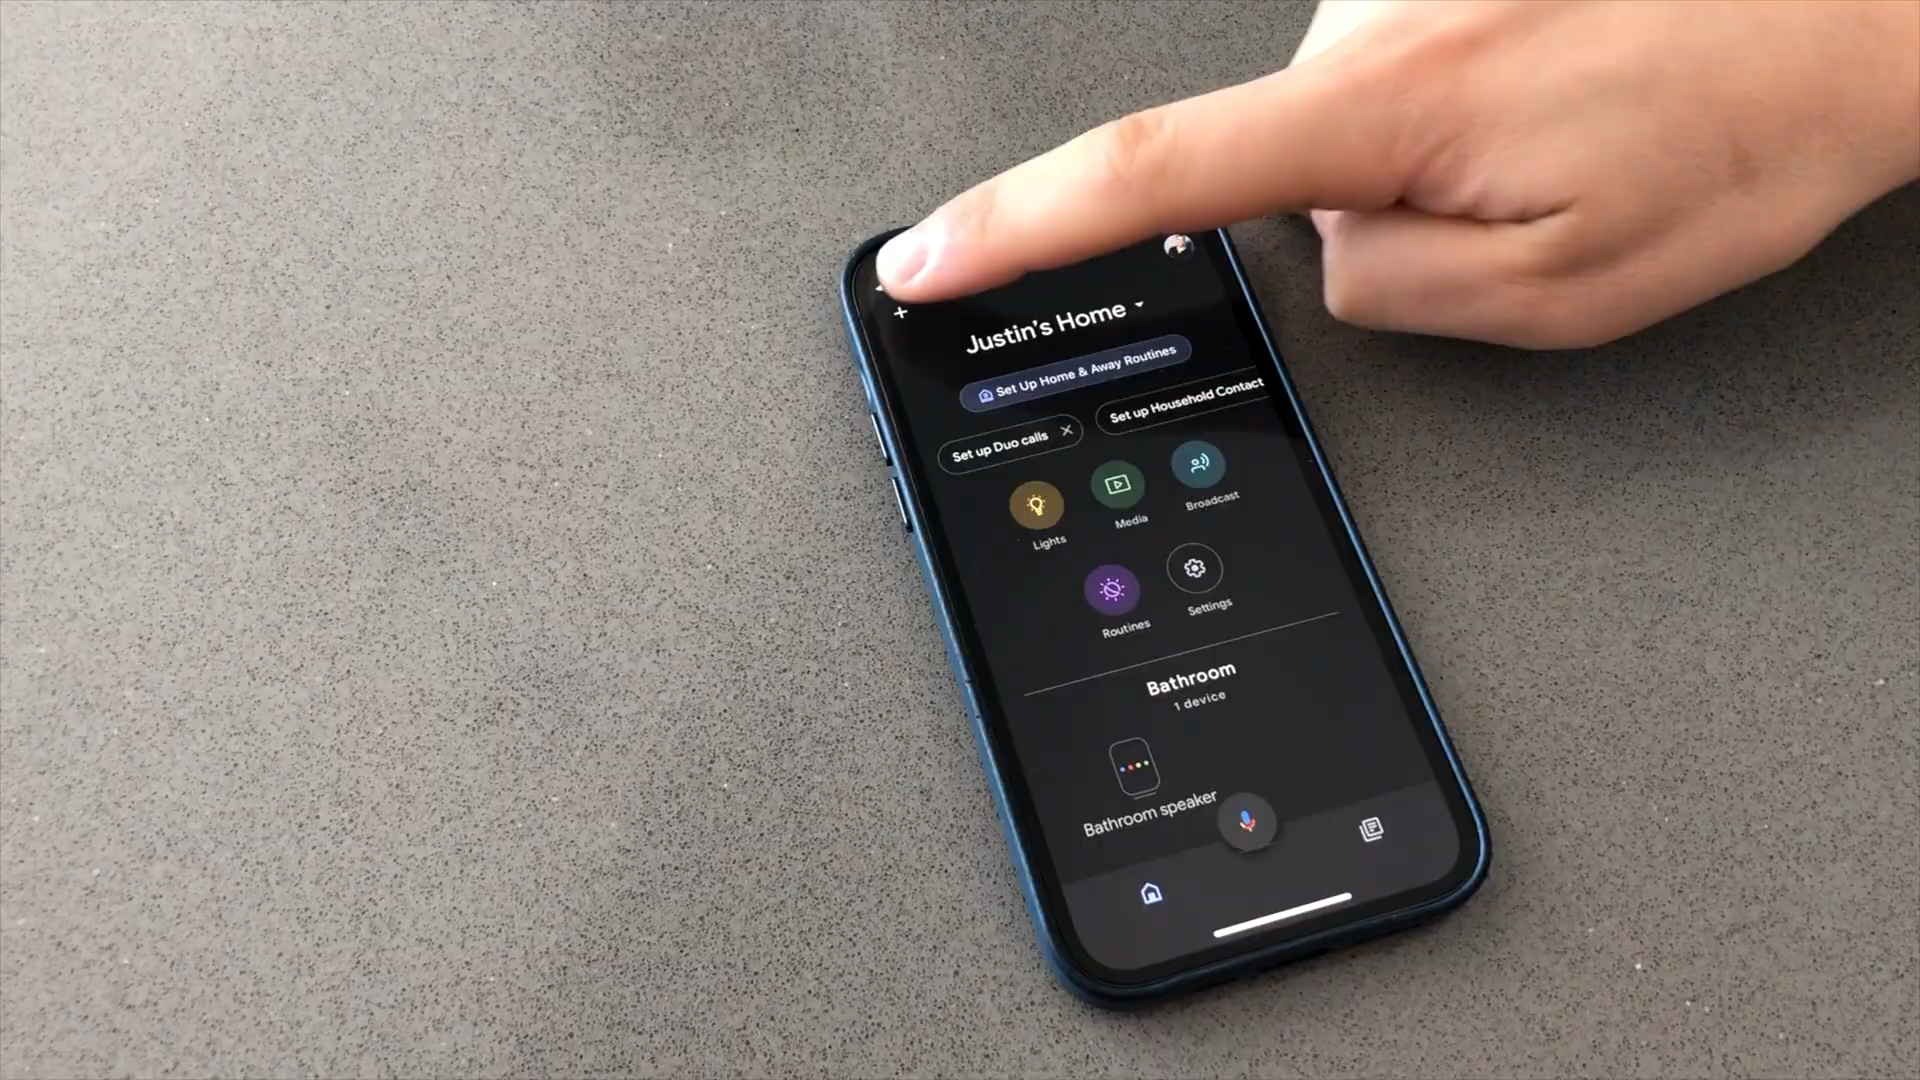 Justin's Home
Set Up Home & Away Routines
Set up Duo calls
Set up Household Contact
Lights
Media
Broadcast
Routines
Settings
Bathroom
1 device
Bathroom speaker